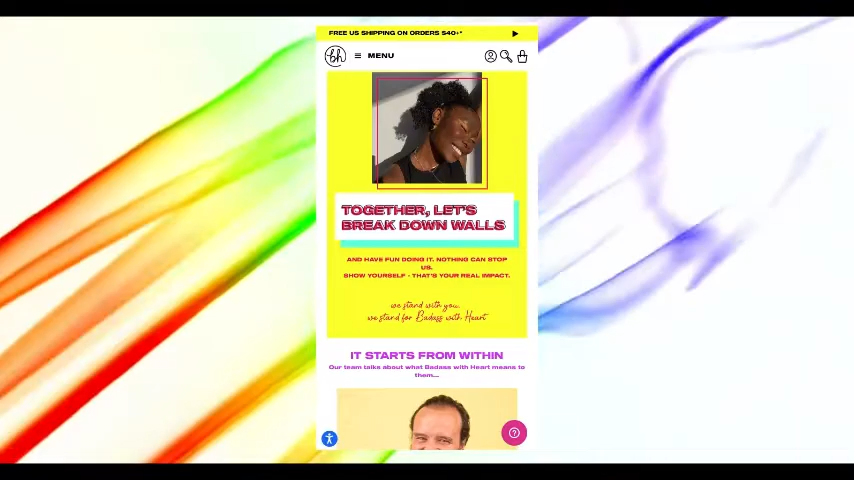 FREE US SHIPPING ON ORDERS $40+*
bh
MENU
TOGETHER, LET'S
BREAK DOWN WALLS
AND HAVE FUN DOING IT. NOTHING CAN STOP
US.
SHOW YOURSELF - THAT'S YOUR REAL IMPACT.
we stand with you.
we stand for Badass with Heart
IT STARTS FROM WITHIN
Our team talks about what Badass with Heart means to
them...